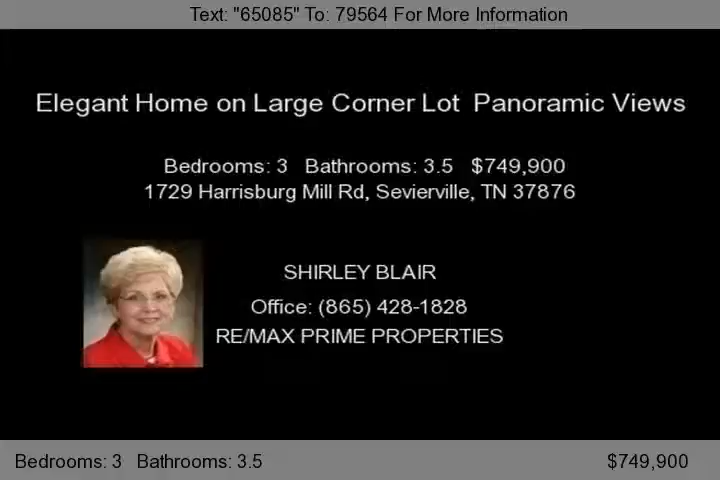 Text: "65085" To: 79564 For More Information
Elegant Home on Large Corner Lot  Panoramic Views
Bedrooms: 3  Bathrooms: 3.5  $749,900
1729 Harrisburg Mill Rd, Sevierville, TN 37876
SHIRLEY BLAIR
Office: (865) 428-1828
RE/MAX PRIME PROPERTIES
Bedrooms: 3  Bathrooms: 3.5  $749,900